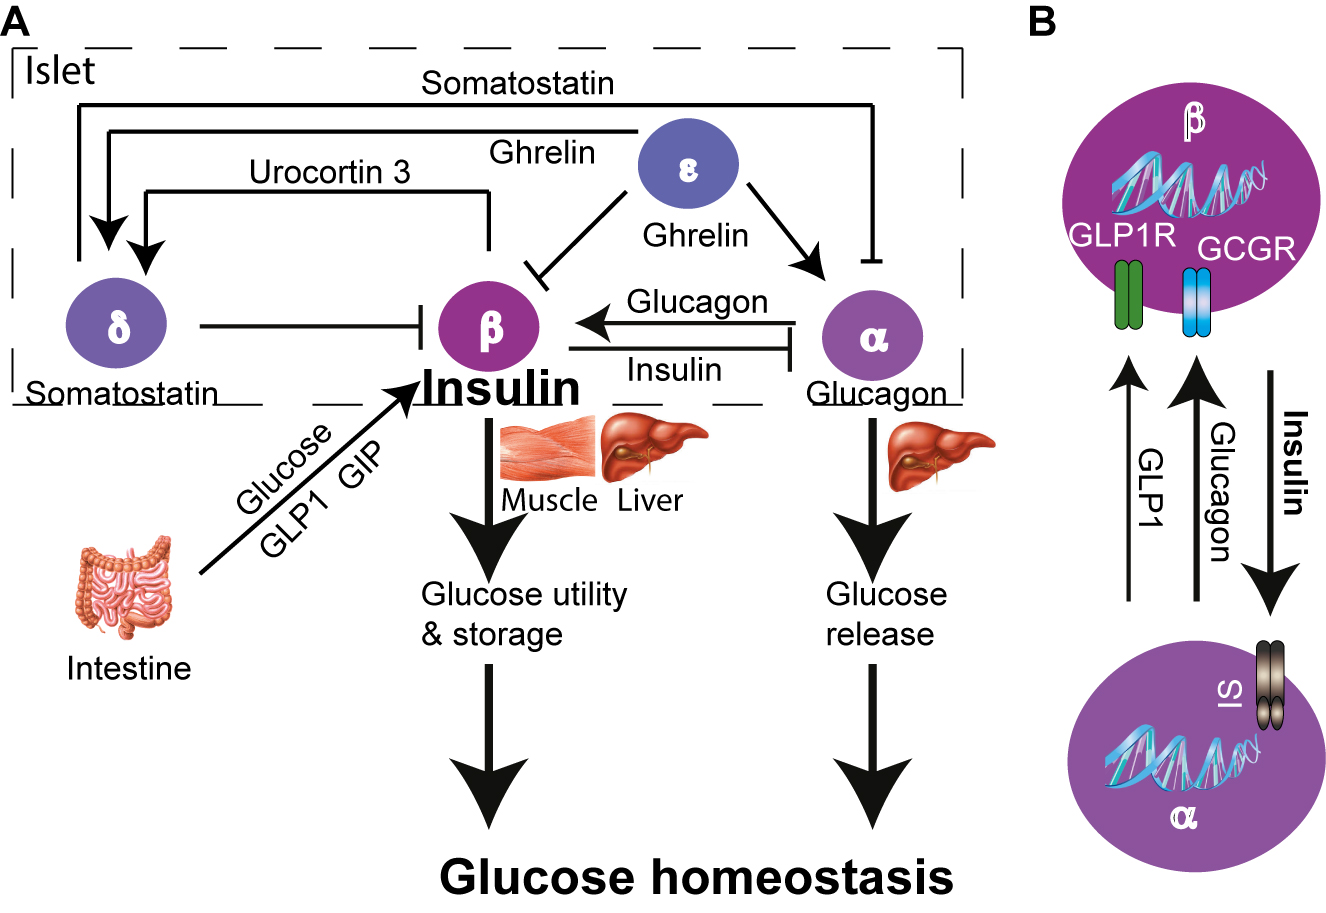 A
Islet
Somatostatin
Ghrelin
Urocortin 3
ε
Ghrelin
δ
Somatostatin
β
Insulin
Glucagon
Insulin
α
Glucagon
Glucose
GLP1 GIP
Intestine
Muscle
Liver
Glucose utility
& storage
Glucose
release
Glucose homeostasis
B
β
GLP1R
GCGR
GLP1
Glucagon
Insulin
IS
α